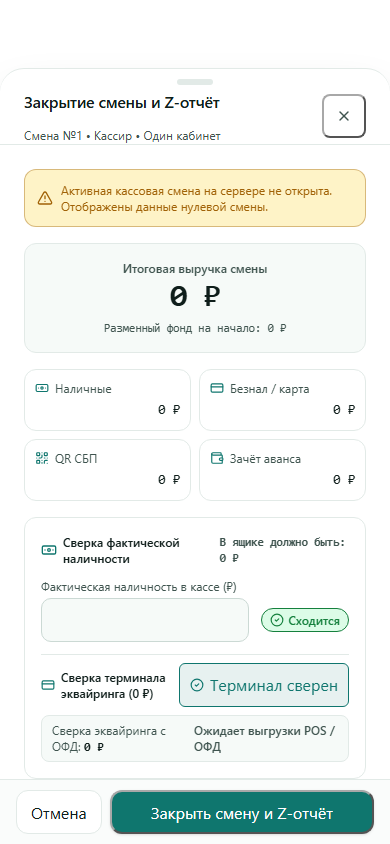 Закрытие смены и Z-отчёт
Смена №1 • Кассир • Один кабинет
Активная кассовая смена на сервере не открыта.
Отображены данные нулевой смены.
Итоговая выручка смены
0 ₽
Разменный фонд на начало: 0 ₽
Наличные
0 ₽
Безнал / карта
0 ₽
QR СБП
0 ₽
Зачёт аванса
0 ₽
Сверка фактической
наличности
В ящике должно быть:
0 ₽
Фактическая наличность в кассе (₽)
Сходится
Сверка терминала
эквайринга (0 ₽)
Терминал сверен
Сверка эквайринга с
ОФД: 0 ₽
Ожидает выгрузки POS /
ОФД
Отмена
Закрыть смену и Z-отчёт